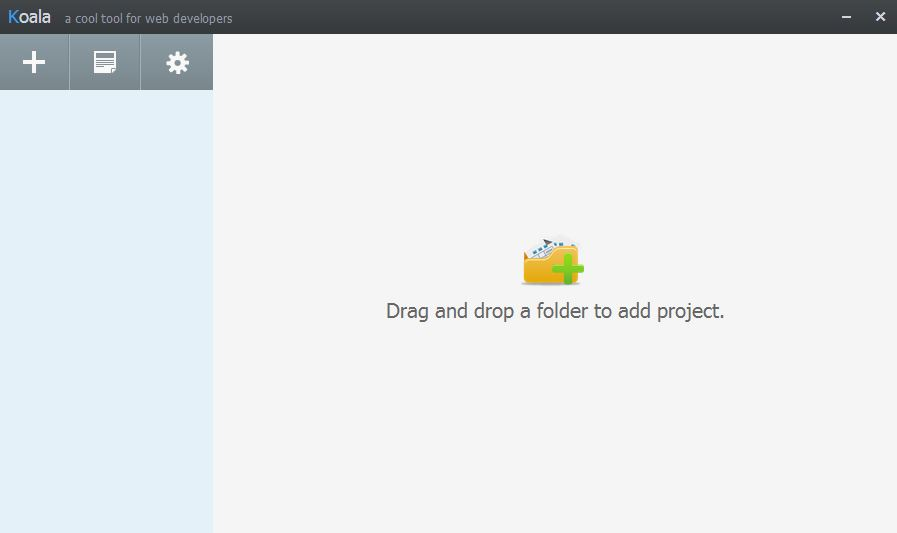 Koala a cool tool for web developers
Drag and drop a folder to add project.